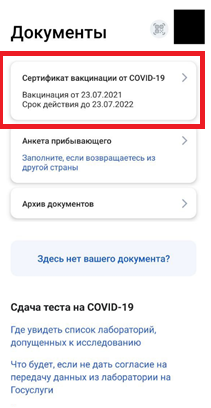 Документы
Сертификат вакцинации от COVID-19
Вакцинация от 23.07.2021
Срок действия до 23.07.2022
Анкета прибывающего
Заполните, если возвращаетесь из
другой страны
Архив документов
Здесь нет вашего документа?
Сдача теста на COVID-19
Где увидеть список лабораторий,
допущенных к исследованию
Что будет, если не дать согласие на
передачу данных из лаборатории на
Госуслуги